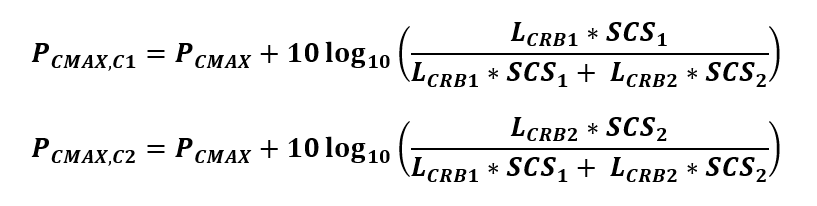 P_CMAX,C1 = P_CMAX + 10 log_10 (L_CRB1 * SCS_1 / (L_CRB1 * SCS_1 + L_CRB2 * SCS_2))
P_CMAX,C2 = P_CMAX + 10 log_10 (L_CRB2 * SCS_2 / (L_CRB1 * SCS_1 + L_CRB2 * SCS_2))